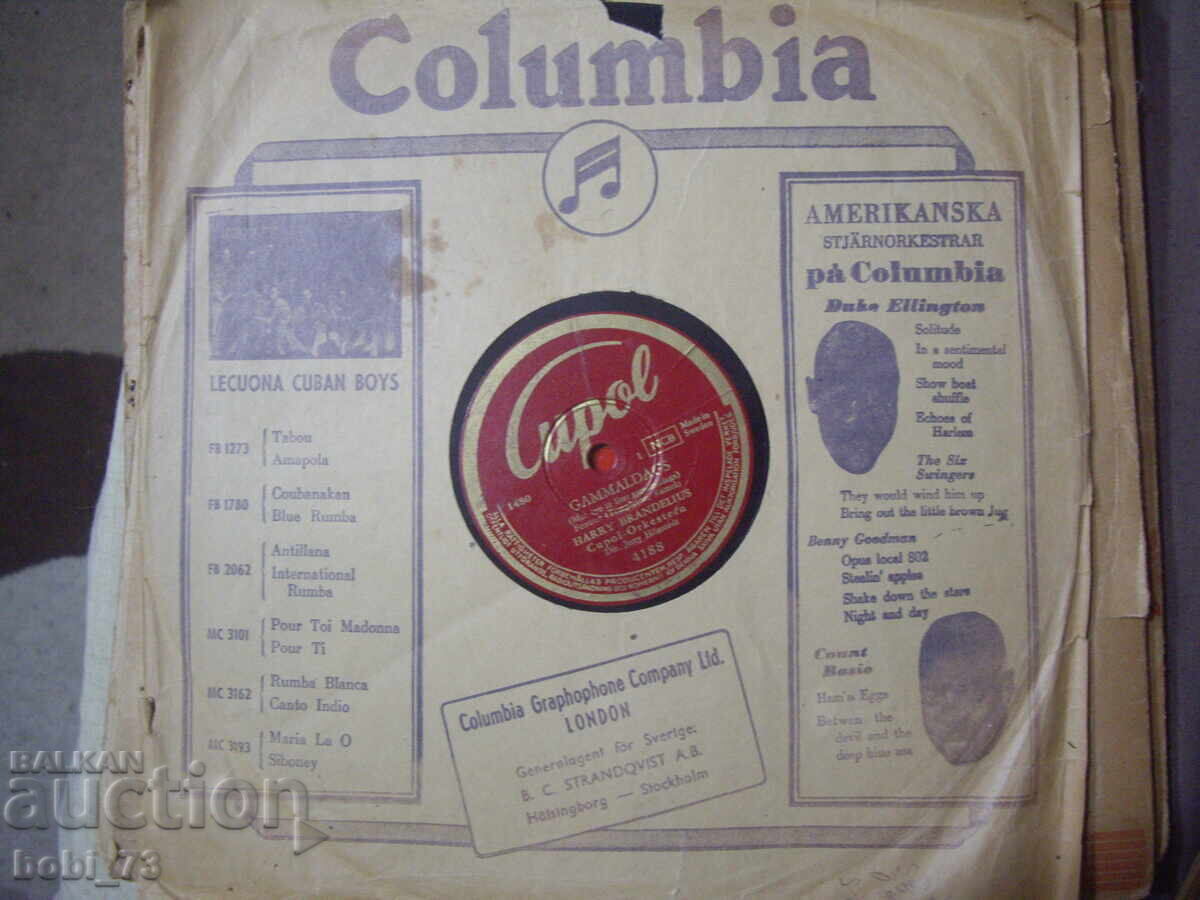 Columbia
LECUONA CUBAN BOYS
FB 1273
Tabou
Amapola
FB 1780
Coubanakan
Blue Rumba
FB 2062
Antillana
International
Rumba
MC 3101
Pour Toi Madonna
Pour Ti
MC 3162
Rumba Blanca
Canto Indio
MC 3193
Maria La O
Siboney
Cupol
1
NCB
Made in
Sweden
1480
GAMMALDAGS
HARRY BRANDELIUS
Cupol-Orkestern
4188
Columbia Graphophone Company Ltd.
LONDON
Generalagent för Sverige:
B. C. STRANDQVIST A.B.
Hälsingborg — Stockholm
AMERIKANSKA
STJÄRNORKESTRAR
på Columbia
Duke Ellington
Solitude
In a sentimental
mood
Show boat
shuffle
Echoes of
Harlem
The Six
Swingers
They would wind him up
Bring out the little brown Jug
Benny Goodman
Opus local 802
Stealin' apples
Shake down the stars
Night and day
Count
Basie
Ham'n Eggs
Betwen the
devil and the
deep blue sea
BALKAN
auction
bobi_73